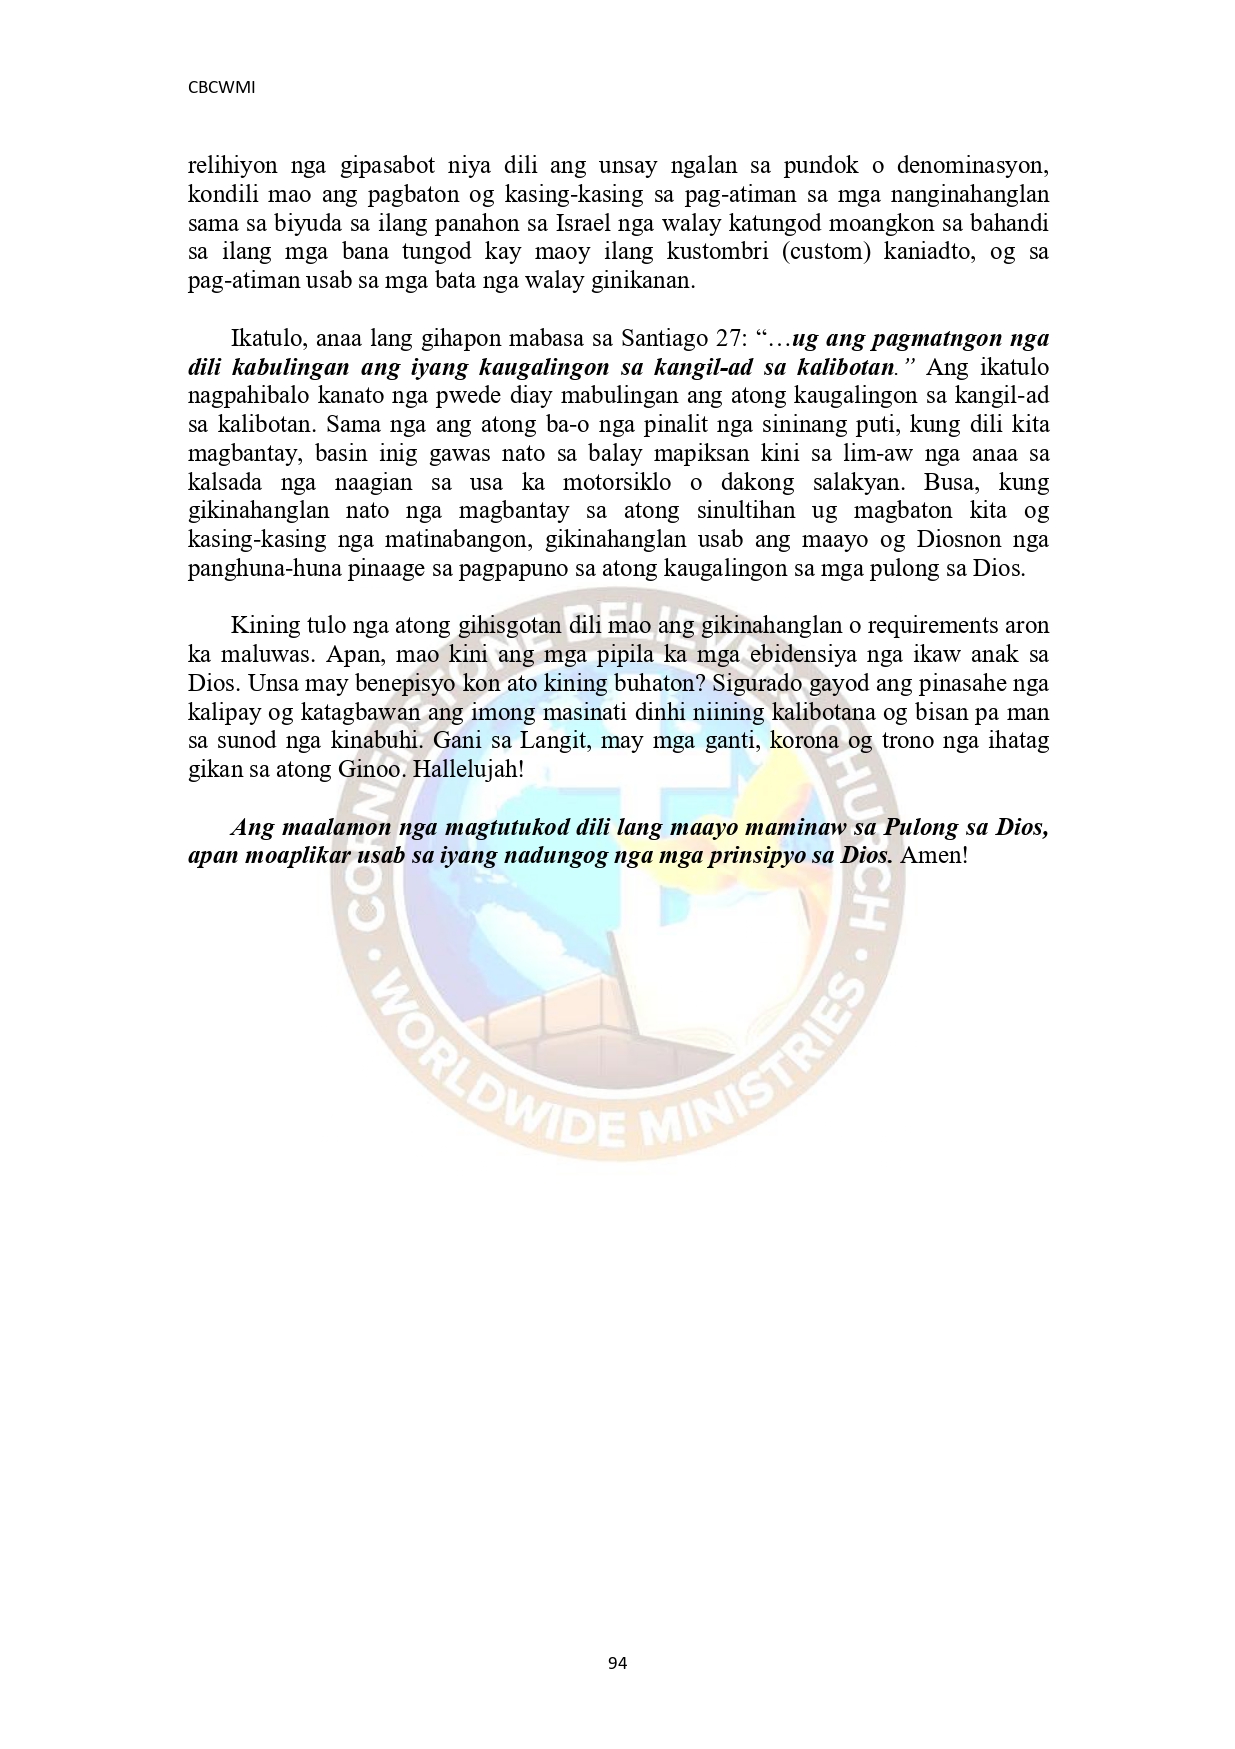 CBCWMI
relihiyon nga gipasabot niya dili ang unsay ngalan sa pundok o denominasyon,
kondili mao ang pagbaton og kasing-kasing sa pag-atiman sa mga nanginahanglan
sama sa biyuda sa ilang panahon sa Israel nga walay katungod moangkon sa bahandi
sa ilang mga bana tungod kay maoy ilang kustombri (custom) kaniadto, og sa
pag-atiman usab sa mga bata nga walay ginikanan.
Ikatulo, anaa lang gihapon mabasa sa Santiago 27: “…ug ang pagmatngon nga
dili kabulingan ang iyang kaugalingon sa kangil-ad sa kalibotan.” Ang ikatulo
nagpahibalo kanato nga pwede diay mabulingan ang atong kaugalingon sa kangil-ad
sa kalibotan. Sama nga ang atong ba-o nga pinalit nga sininang puti, kung dili kita
magbantay, basin inig gawas nato sa balay mapiksan kini sa lim-aw nga anaa sa
kalsada nga naagian sa usa ka motorsiklo o dakong salakyan. Busa, kung
gikinahanglan nato nga magbantay sa atong sinultihan ug magbaton kita og
kasing-kasing nga matinabangon, gikinahanglan usab ang maayo og Diosnon nga
panghuna-huna pinaage sa pagpapuno sa atong kaugalingon sa mga pulong sa Dios.
Kining tulo nga atong gihisgotan dili mao ang gikinahanglan o requirements aron
ka maluwas. Apan, mao kini ang mga pipila ka mga ebidensiya nga ikaw anak sa
Dios. Unsa may benepisyo kon ato kining buhaton? Sigurado gayod ang pinasahe nga
kalipay og katagbawan ang imong masinati dinhi niining kalibotana og bisan pa man
sa sunod nga kinabuhi. Gani sa Langit, may mga ganti, korona og trono nga ihatag
gikan sa atong Ginoo. Hallelujah!
Ang maalamon nga magtutukod dili lang maayo maminaw sa Pulong sa Dios,
apan moaplikar usab sa iyang nadungog nga mga prinsipyo sa Dios. Amen!
CORNERSTONE BELIEVERS CHURCH
• WORLDWIDE MINISTRIES •
94